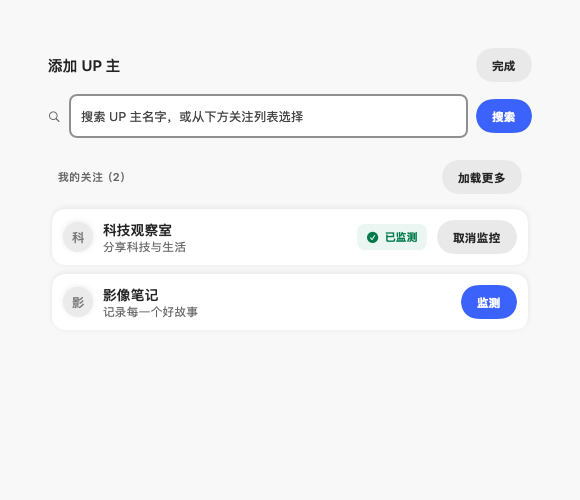 添加 UP 主
完成
搜索 UP 主名字，或从下方关注列表选择
搜索
我的关注 (2)
加载更多
科
科技观察室
分享科技与生活
已监测
取消监控
影
影像笔记
记录每一个好故事
监测